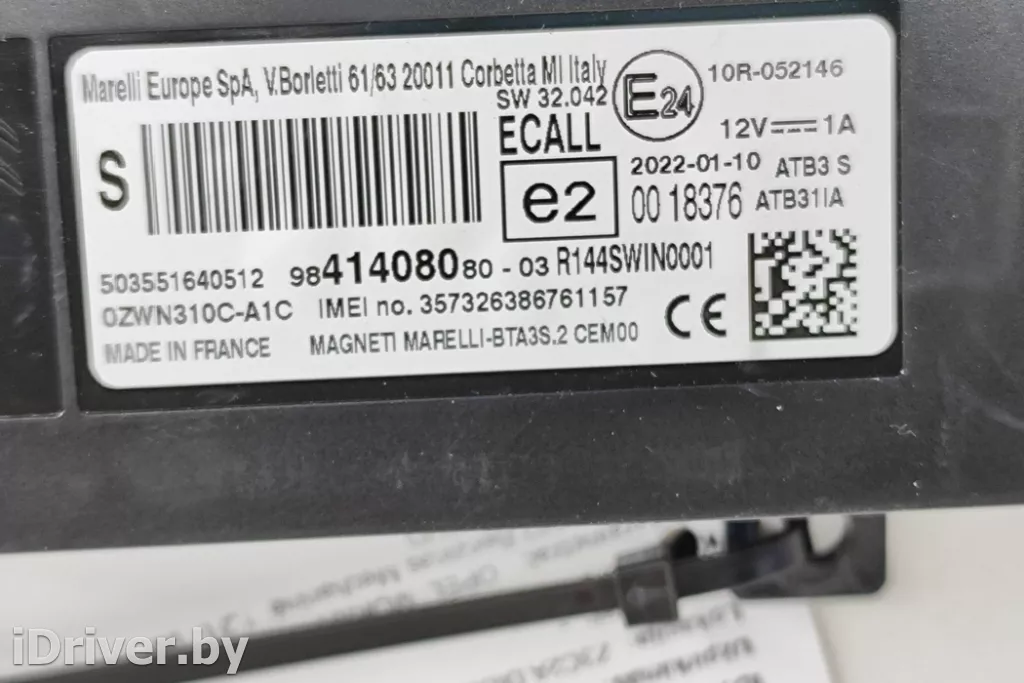 Marelli Europe SpA, V.Borletti 61/63 20011 Corbetta MI Italy
SW 32.042
E24
10R-052146
ECALL
12V 1A
S
e2
2022-01-10 ATB3 S
00 18376 ATB31IA
503551640512 9841408080-03 R144SWIN0001
0ZWN310C-A1C IMEI no. 357326386761157
CE
MADE IN FRANCE MAGNETI MARELLI-BTA3S.2 CEM00
OPEL
iDriver.by